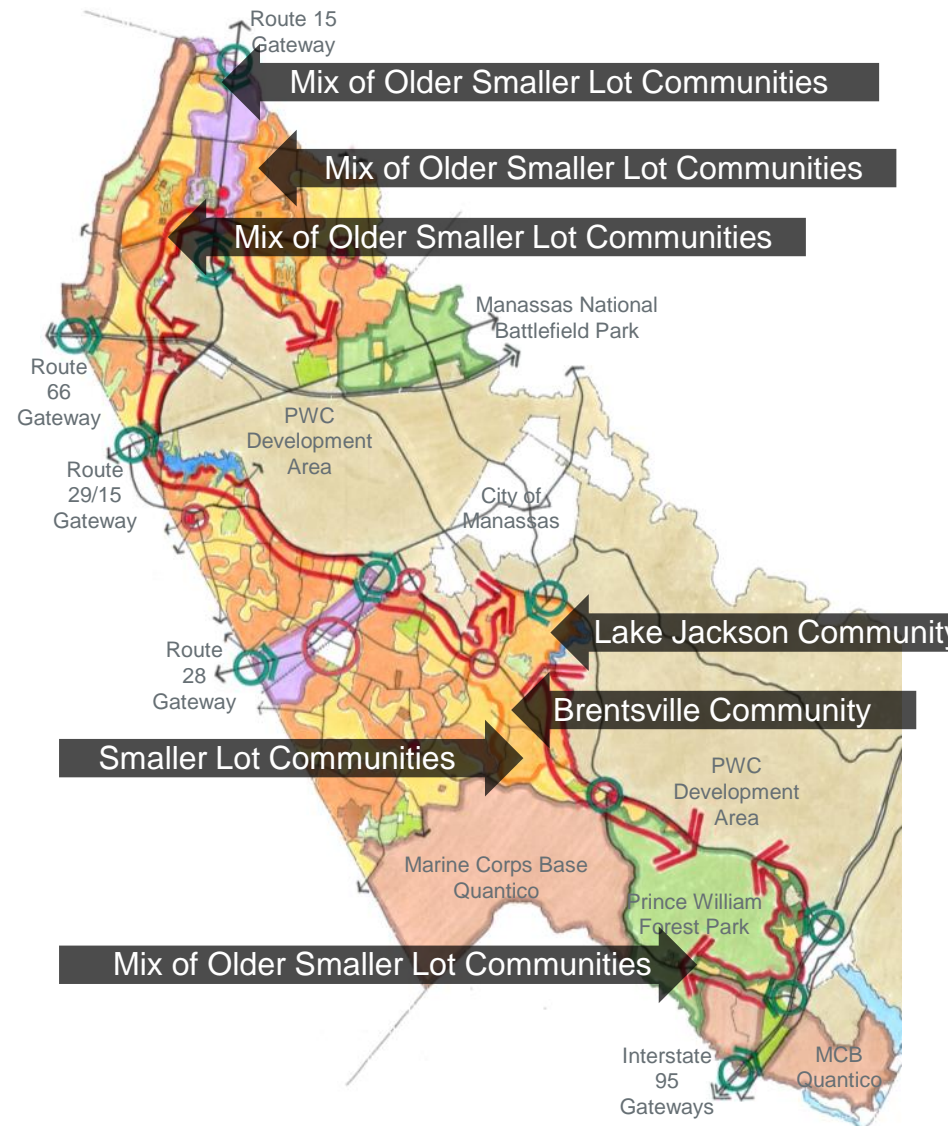 Route 15
Gateway
Mix of Older Smaller Lot Communities
Mix of Older Smaller Lot Communities
Mix of Older Smaller Lot Communities
Manassas National
Battlefield Park
Route
66
Gateway
PWC
Development
Area
Route
29/15
Gateway
City of
Manassas
Lake Jackson Community
Route
28
Gateway
Brentsville Community
Smaller Lot Communities
PWC
Development
Area
Marine Corps Base
Quantico
Prince William
Forest Park
Mix of Older Smaller Lot Communities
Interstate
95
Gateways
MCB
Quantico